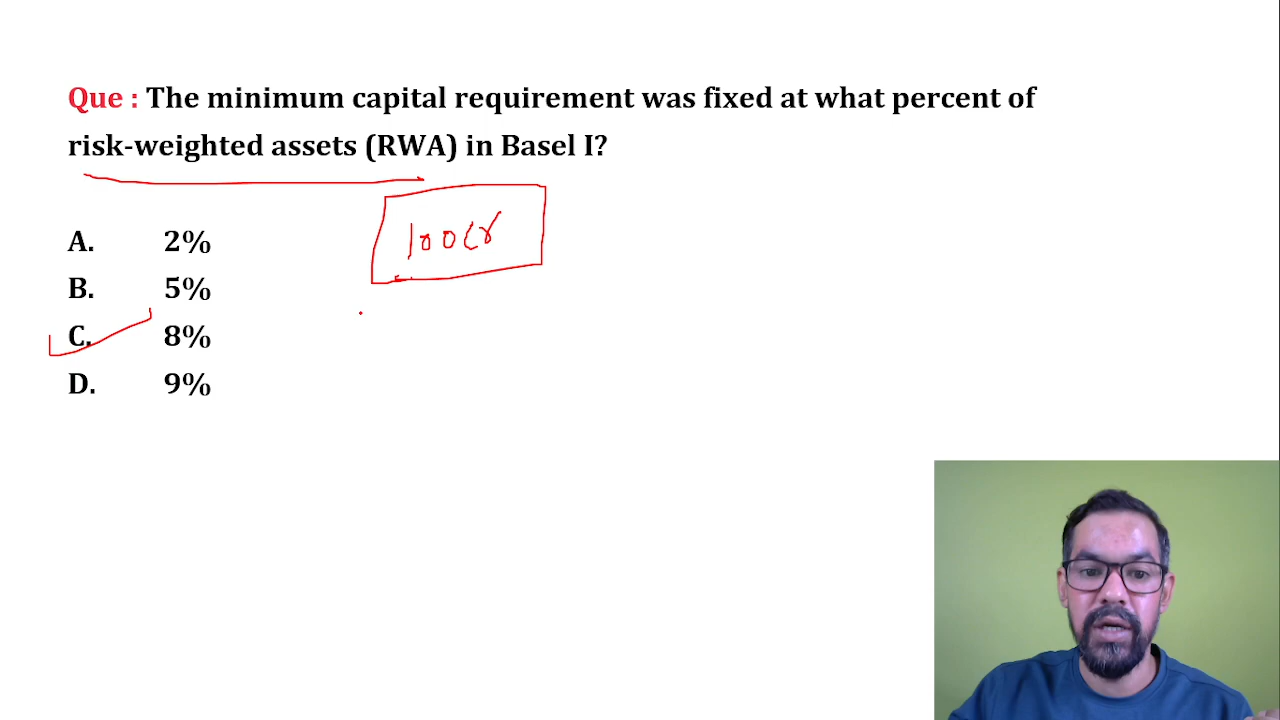 Que : The minimum capital requirement was fixed at what percent of
risk-weighted assets (RWA) in Basel I?
100Cr
A. 2%
B. 5%
C. 8%
D. 9%